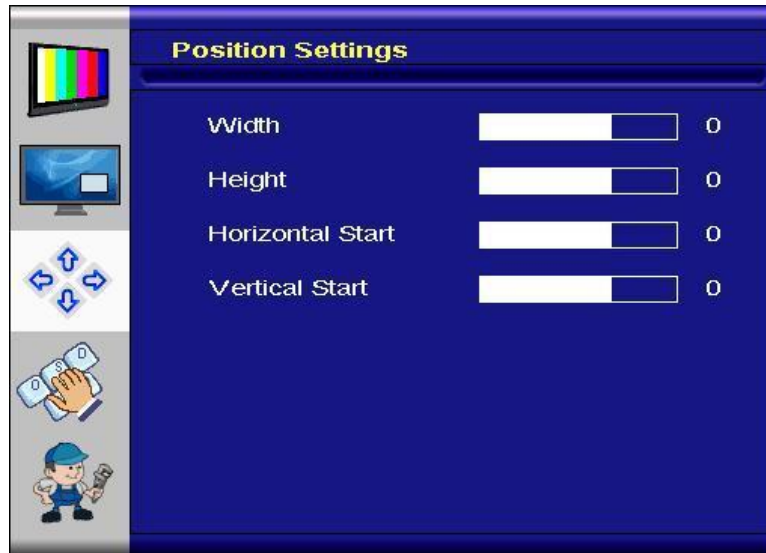 Position Settings
Width 0
Height 0
Horizontal Start 0
Vertical Start 0
O S D